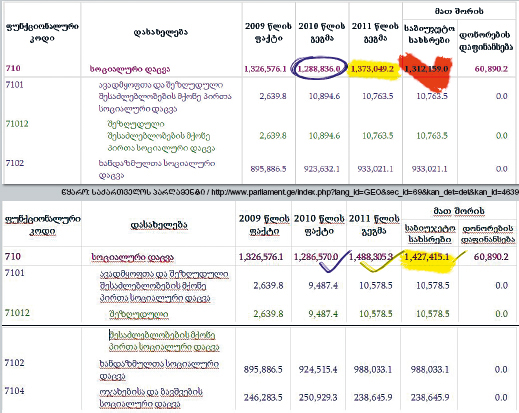 ფუნქციონალური კოდი დასახელება 2009 წლის ფაქტი 2010 წლის გეგმა 2011 წლის გეგმა მათ შორის
საბიუჯეტო სახსრები დონორების დაფინანსება
710 სოციალური დაცვა 1,326,576.1 1,288,836.0 1,373,049.2 1,312,159.0 60,890.2
7101 ავადმყოფთა და შეზღუდული
შესაძლებლობების მქონე პირთა 2,639.8 10,894.6 10,763.5 10,763.5 0.0
სოციალური დაცვა
71012 შეზღუდული
შესაძლებლობების მქონე 2,639.8 10,894.6 10,763.5 10,763.5 0.0
პირთა სოციალური დაცვა
7102 ხანდაზმულთა სოციალური 895,886.5 923,632.1 933,021.1 933,021.1 0.0
დაცვა
წყარო: საქართველოს პარლამენტი / http://www.parliament.ge/index.php?lang_id=GEO&sec_id=69&kan_det=det&kan_id=4639
ფუნქციონალური კოდი დასახელება 2009 წლის ფაქტი 2010 წლის ფაქტი 2011 წლის გეგმა მათ შორის
საბიუჯეტო სახსრები დონორების დაფინანსება
710 სოციალური დაცვა 1,326,576.1 1,286,570.0 1,488,305.3 1,427,415.1 60,890.2
7101 ავადმყოფთა და შეზღუდული
შესაძლებლობების მქონე 2,639.8 9,487.4 10,578.5 10,578.5 0.0
პირთა სოციალური დაცვა
71012 შეზღუდული 2,639.8 9,487.4 10,578.5 10,578.5 0.0
შესაძლებლობების მქონე
პირთა სოციალური დაცვა
7102 ხანდაზმულთა სოციალური 895,886.5 924,515.4 988,033.1 988,033.1 0.0
დაცვა
7104 ოჯახებისა და ბავშვების 246,283.5 250,929.3 238,645.9 238,645.9 0.0
სოციალური დაცვა